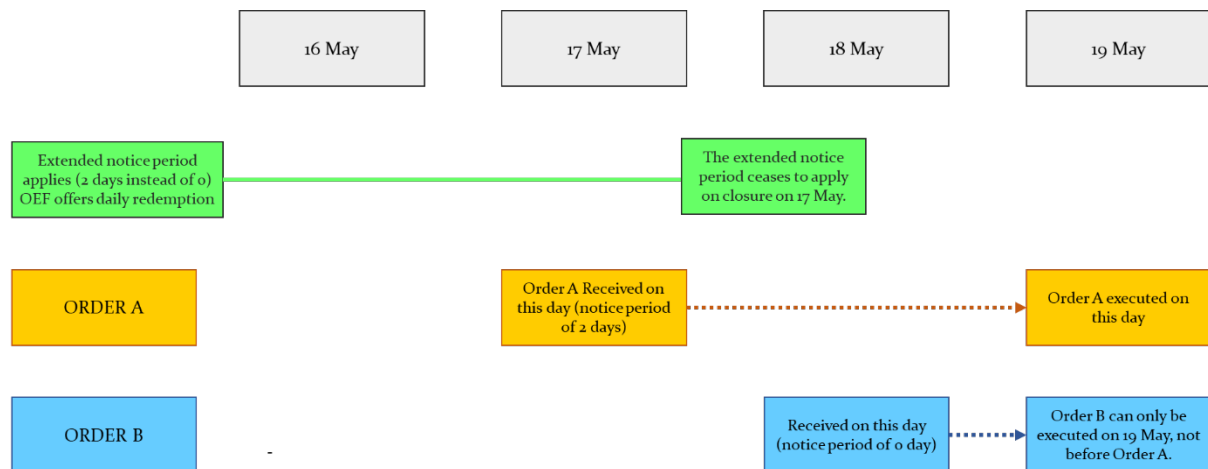 16 May
17 May
18 May
19 May
Extended notice period
applies (2 days instead of 0)
OEF offers daily redemption
The extended notice
period ceases to apply
on closure on 17 May.
ORDER A
Order A Received on
this day (notice period
of 2 days)
Order A executed on
this day
ORDER B
-
Received on this day
(notice period of 0 day)
Order B can only be
executed on 19 May, not
before Order A.